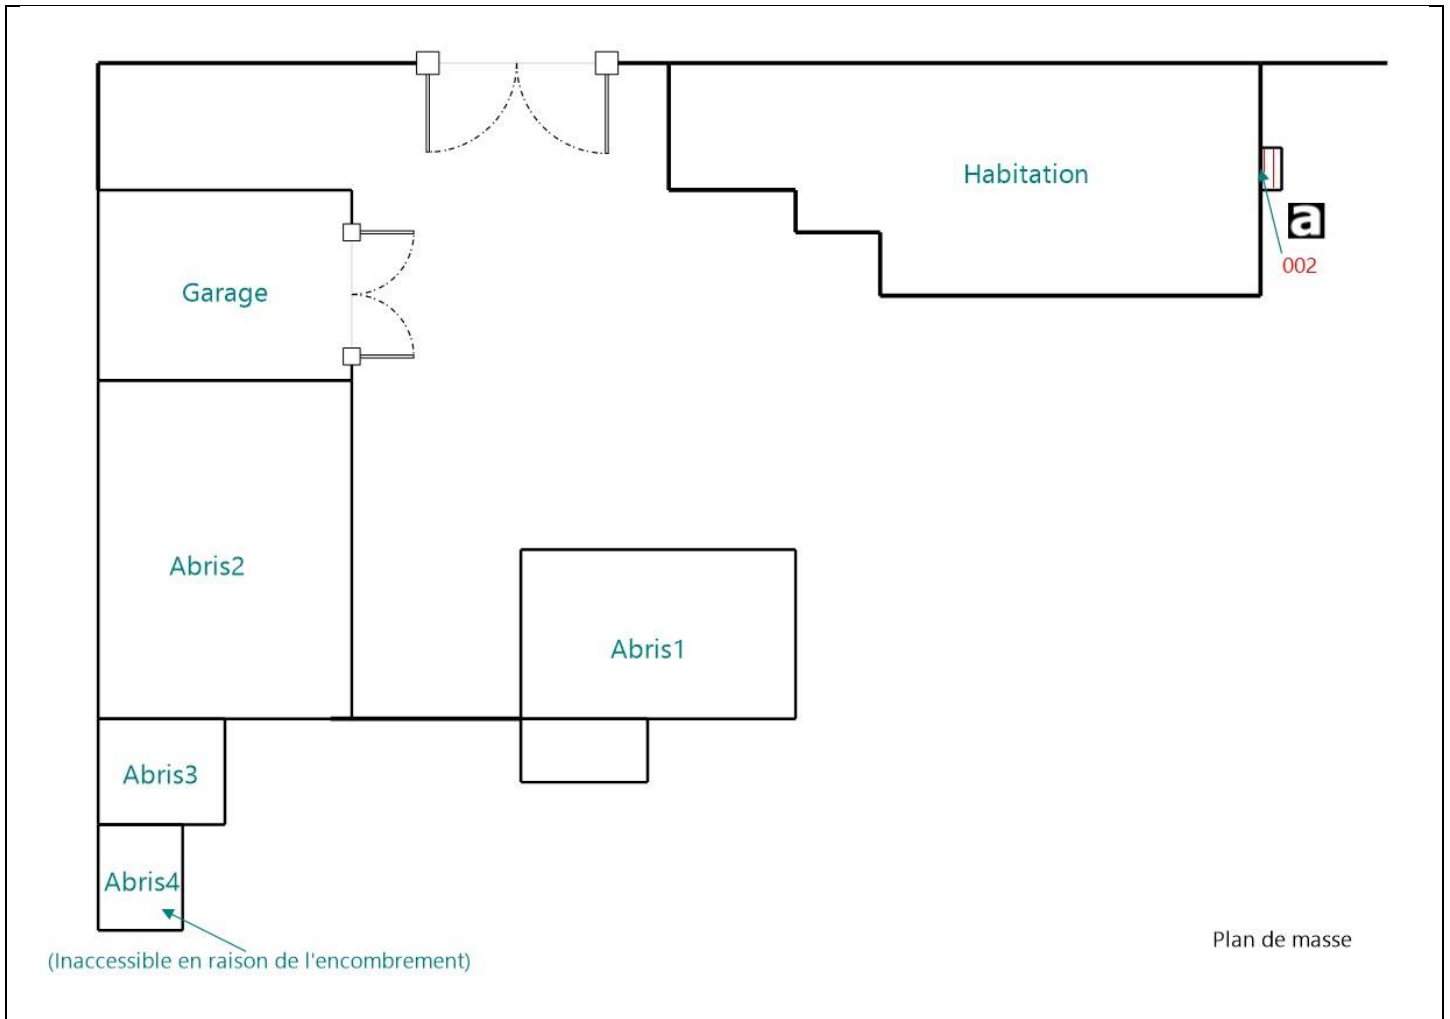 Habitation
a
002
Garage
Abris2
Abris1
Abris3
Abris4
Plan de masse
(Inaccessible en raison de l'encombrement)